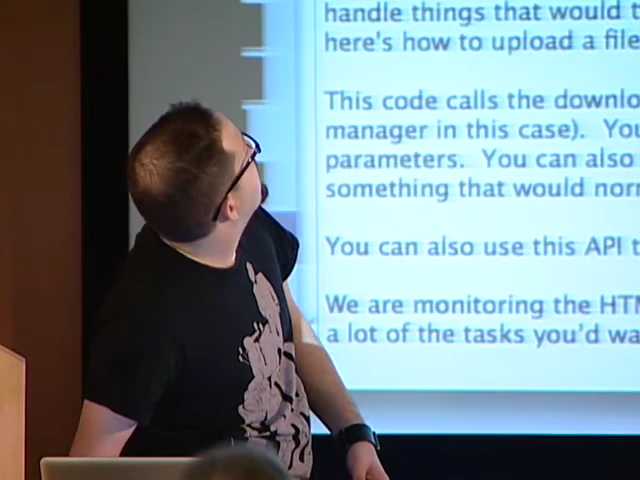 handle things that would t
here's how to upload a file
This code calls the downlo
manager in this case). You
parameters. You can also
something that would nor
You can also use this API t
We are monitoring the HTM
a lot of the tasks you'd wa